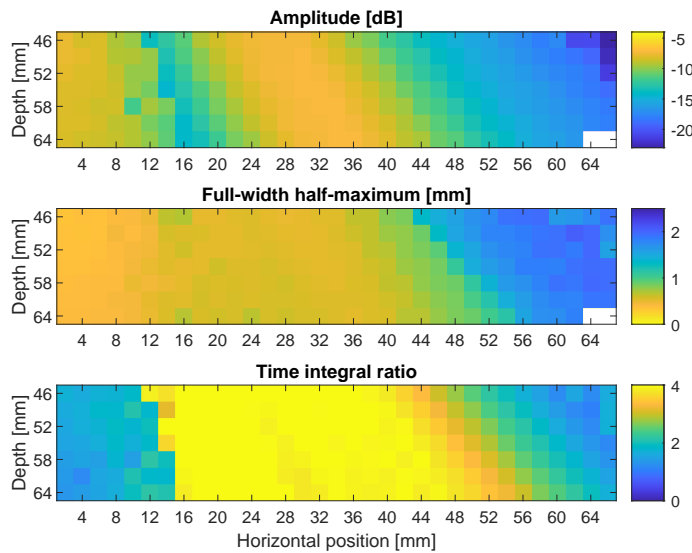 Amplitude [dB]
Depth [mm]
46
52
58
64
4 8 12 16 20 24 28 32 36 40 44 48 52 56 60 64
-5
-10
-15
-20
Full-width half-maximum [mm]
Depth [mm]
46
52
58
64
4 8 12 16 20 24 28 32 36 40 44 48 52 56 60 64
2
1
0
Time integral ratio
Depth [mm]
46
52
58
64
4 8 12 16 20 24 28 32 36 40 44 48 52 56 60 64
4
3
2
1
0
Horizontal position [mm]